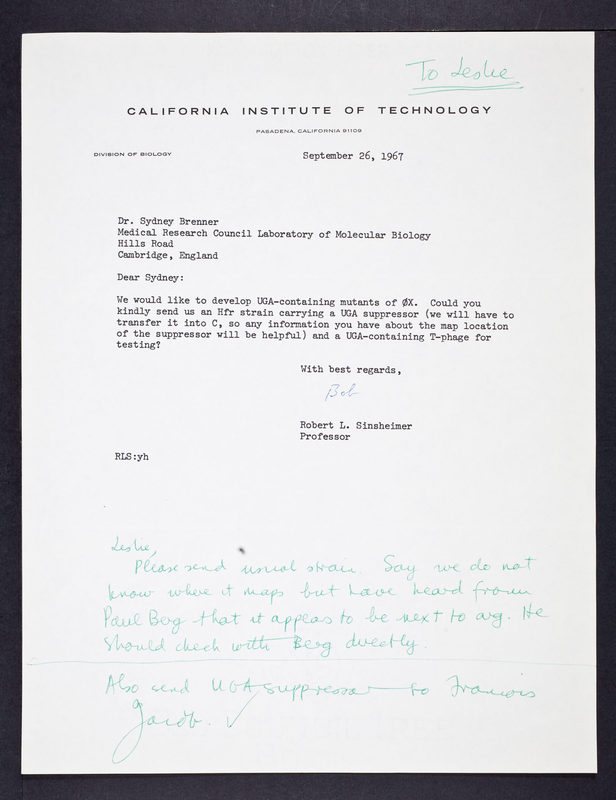 To Leslie
CALIFORNIA INSTITUTE OF TECHNOLOGY
PASADENA, CALIFORNIA 91109
DIVISION OF BIOLOGY
September 26, 1967
Dr. Sydney Brenner
Medical Research Council Laboratory of Molecular Biology
Hills Road
Cambridge, England
Dear Sydney:
We would like to develop UGA-containing mutants of ØX. Could you
kindly send us an Hfr strain carrying a UGA suppressor (we will have to
transfer it into C, so any information you have about the map location
of the suppressor will be helpful) and a UGA-containing T-phage for
testing?
With best regards,
Bob
Robert L. Sinsheimer
Professor
RLS:yh
Leslie,
Please send usual strain. Say we do not
know where it maps but have heard from
Paul Berg that it appears to be next to arg. He
should check with Berg directly.
Also send UGA suppressor to Francois
Jacob. ✓